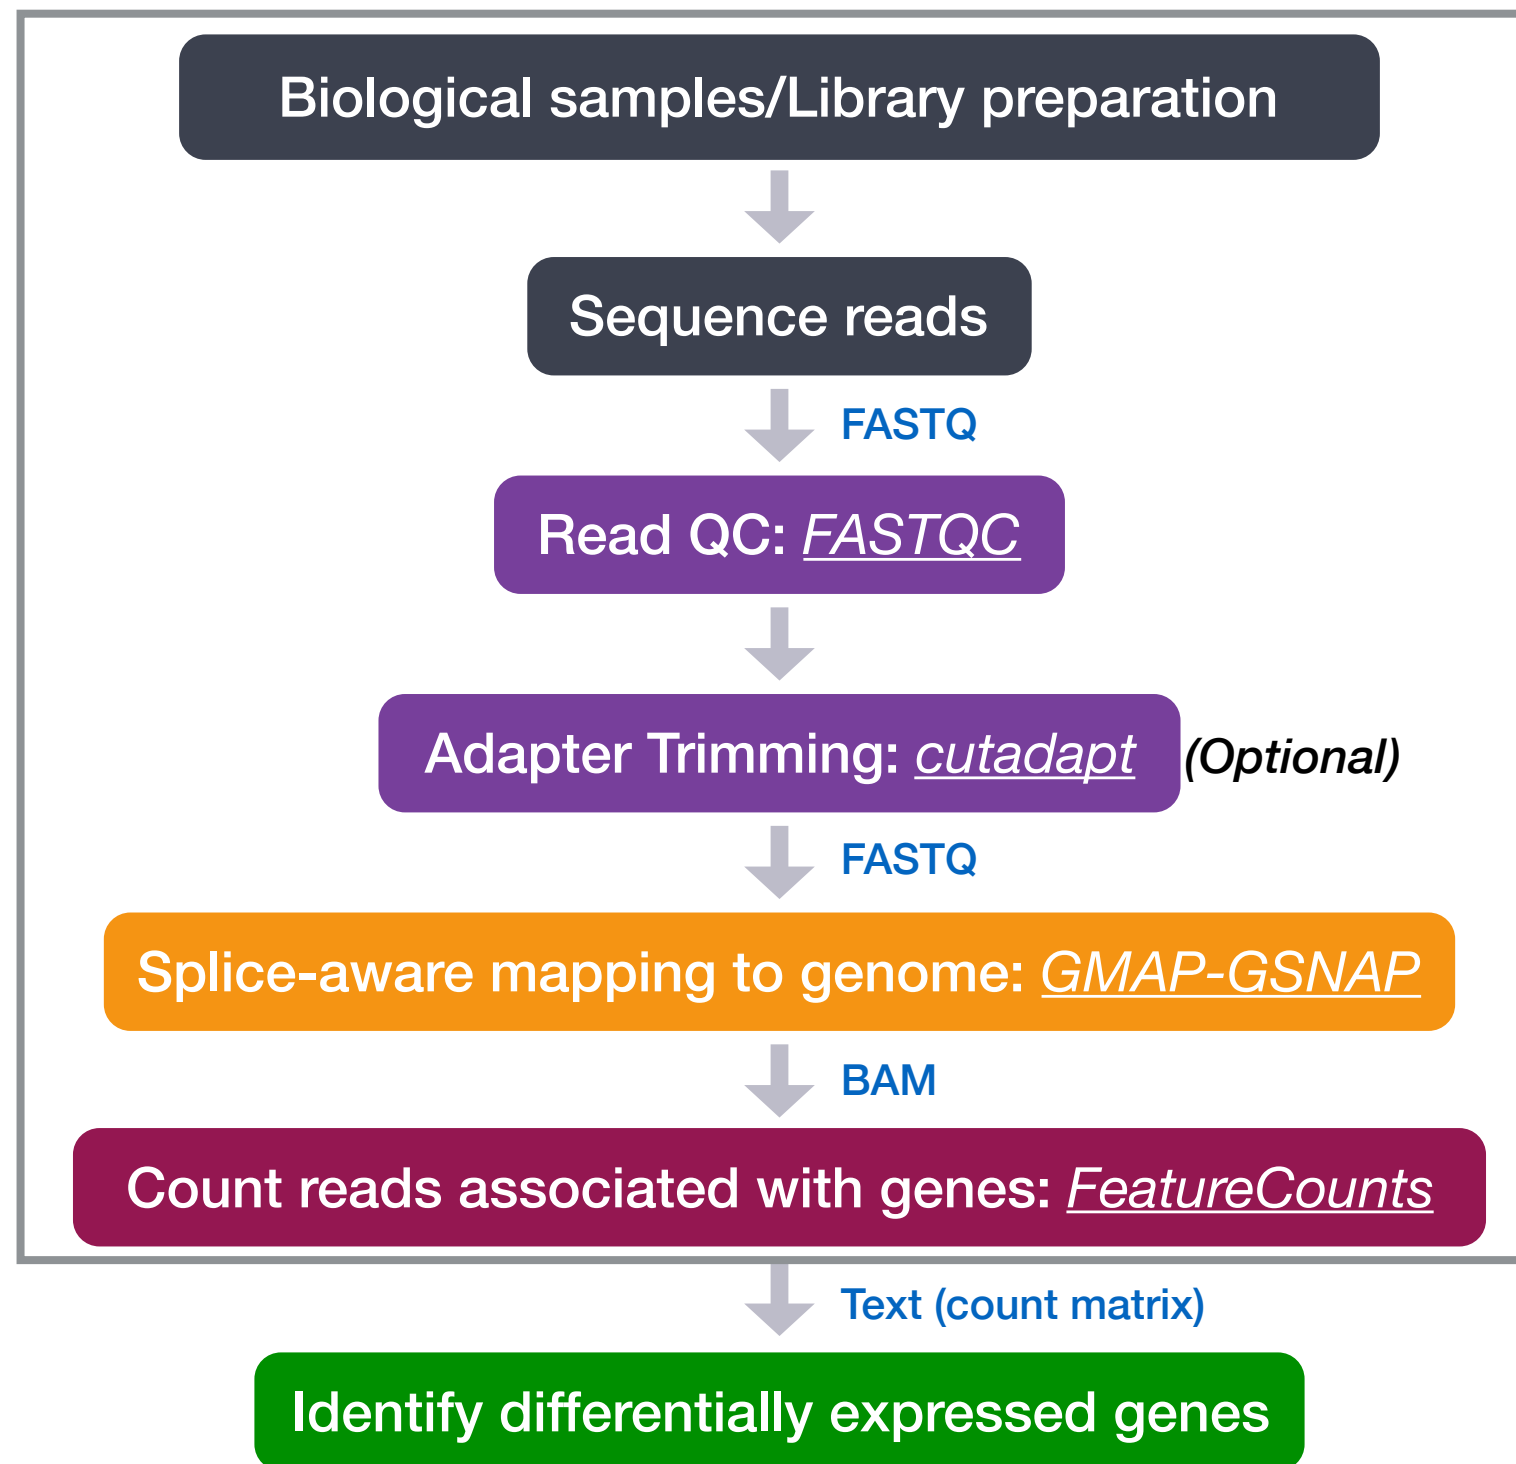 Biological samples/Library preparation
Sequence reads
FASTQ
Read QC: FASTQC
Adapter Trimming: cutadapt (Optional)
FASTQ
Splice-aware mapping to genome: GMAP-GSNAP
BAM
Count reads associated with genes: FeatureCounts
Text (count matrix)
Identify differentially expressed genes